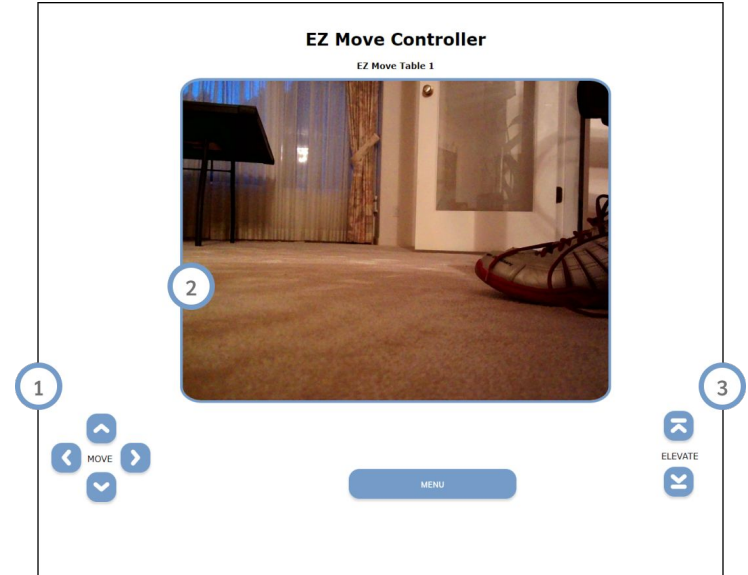 EZ Move Controller
EZ Move Table 1
2
1
3
MOVE
ELEVATE
MENU